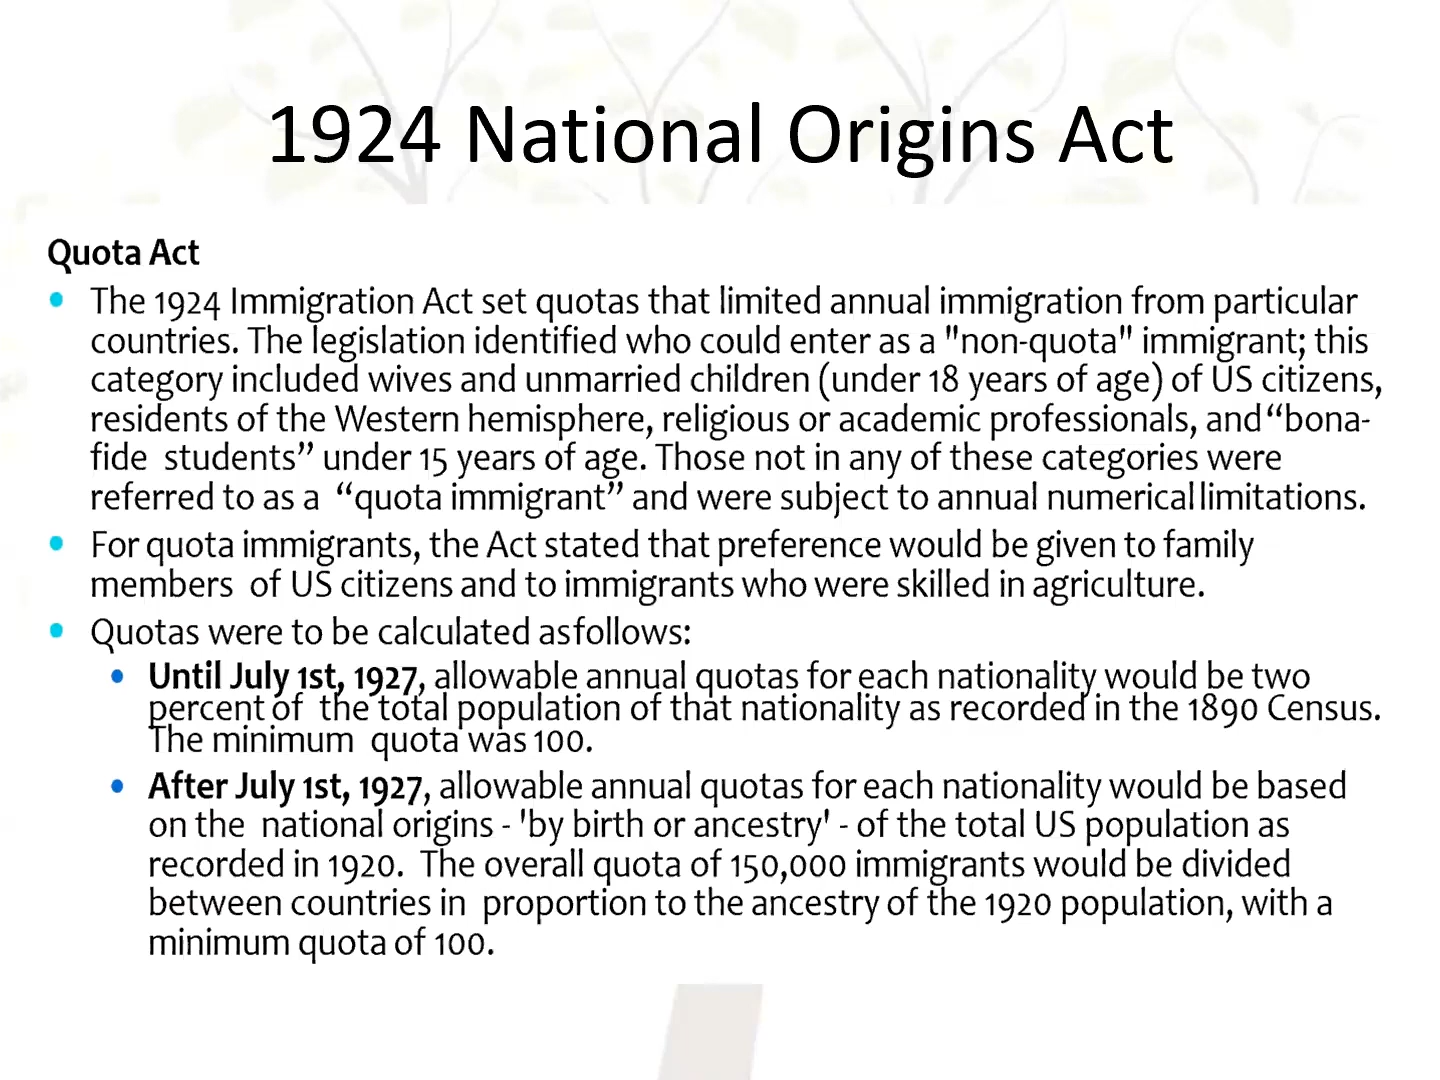 1924 National Origins Act
Quota Act
• The 1924 Immigration Act set quotas that limited annual immigration from particular
countries. The legislation identified who could enter as a "non-quota" immigrant; this
category included wives and unmarried children (under 18 years of age) of US citizens,
residents of the Western hemisphere, religious or academic professionals, and“bona-
fide students” under 15 years of age. Those not in any of these categories were
referred to as a “quota immigrant” and were subject to annual numerical limitations.
• For quota immigrants, the Act stated that preference would be given to family
members of US citizens and to immigrants who were skilled in agriculture.
• Quotas were to be calculated asfollows:
• Until July 1st, 1927, allowable annual quotas for each nationality would be two
percent of the total population of that nationality as recorded in the 1890 Census.
The minimum quota was 100.
• After July 1st, 1927, allowable annual quotas for each nationality would be based
on the national origins - 'by birth or ancestry' - of the total US population as
recorded in 1920. The overall quota of 150,000 immigrants would be divided
between countries in proportion to the ancestry of the 1920 population, with a
minimum quota of 100.